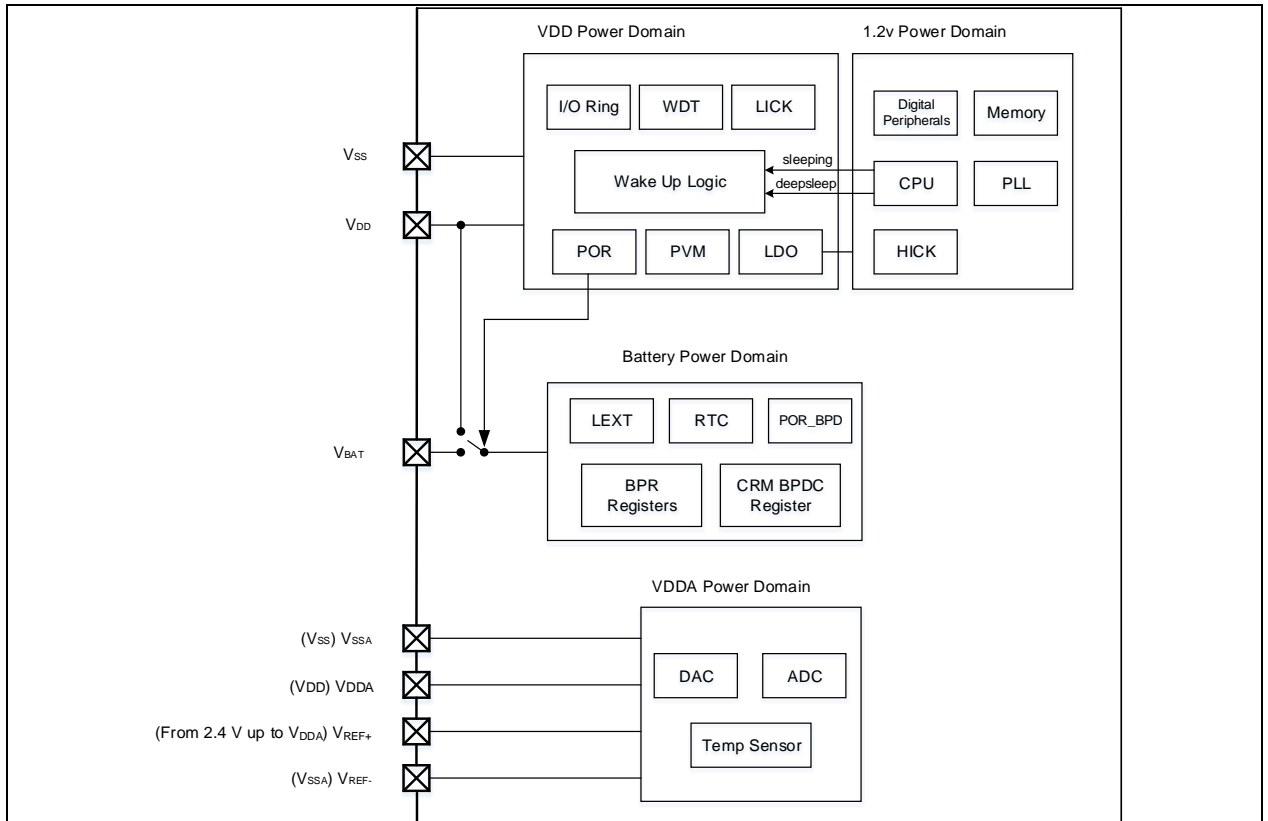 VDD Power Domain
1.2v Power Domain
I/O Ring
WDT
LICK
Digital
Peripherals
Memory
VSS
sleeping
Wake Up Logic
deepsleep
CPU
PLL
VDD
POR
PVM
LDO
HICK
Battery Power Domain
LEXT
RTC
POR_BPD
VBAT
BPR
Registers
CRM BPDC
Register
VDDA Power Domain
(VSS) VSSA
DAC
ADC
(VDD) VDDA
(From 2.4 V up to VDDA) VREF+
Temp Sensor
(VSSA) VREF-